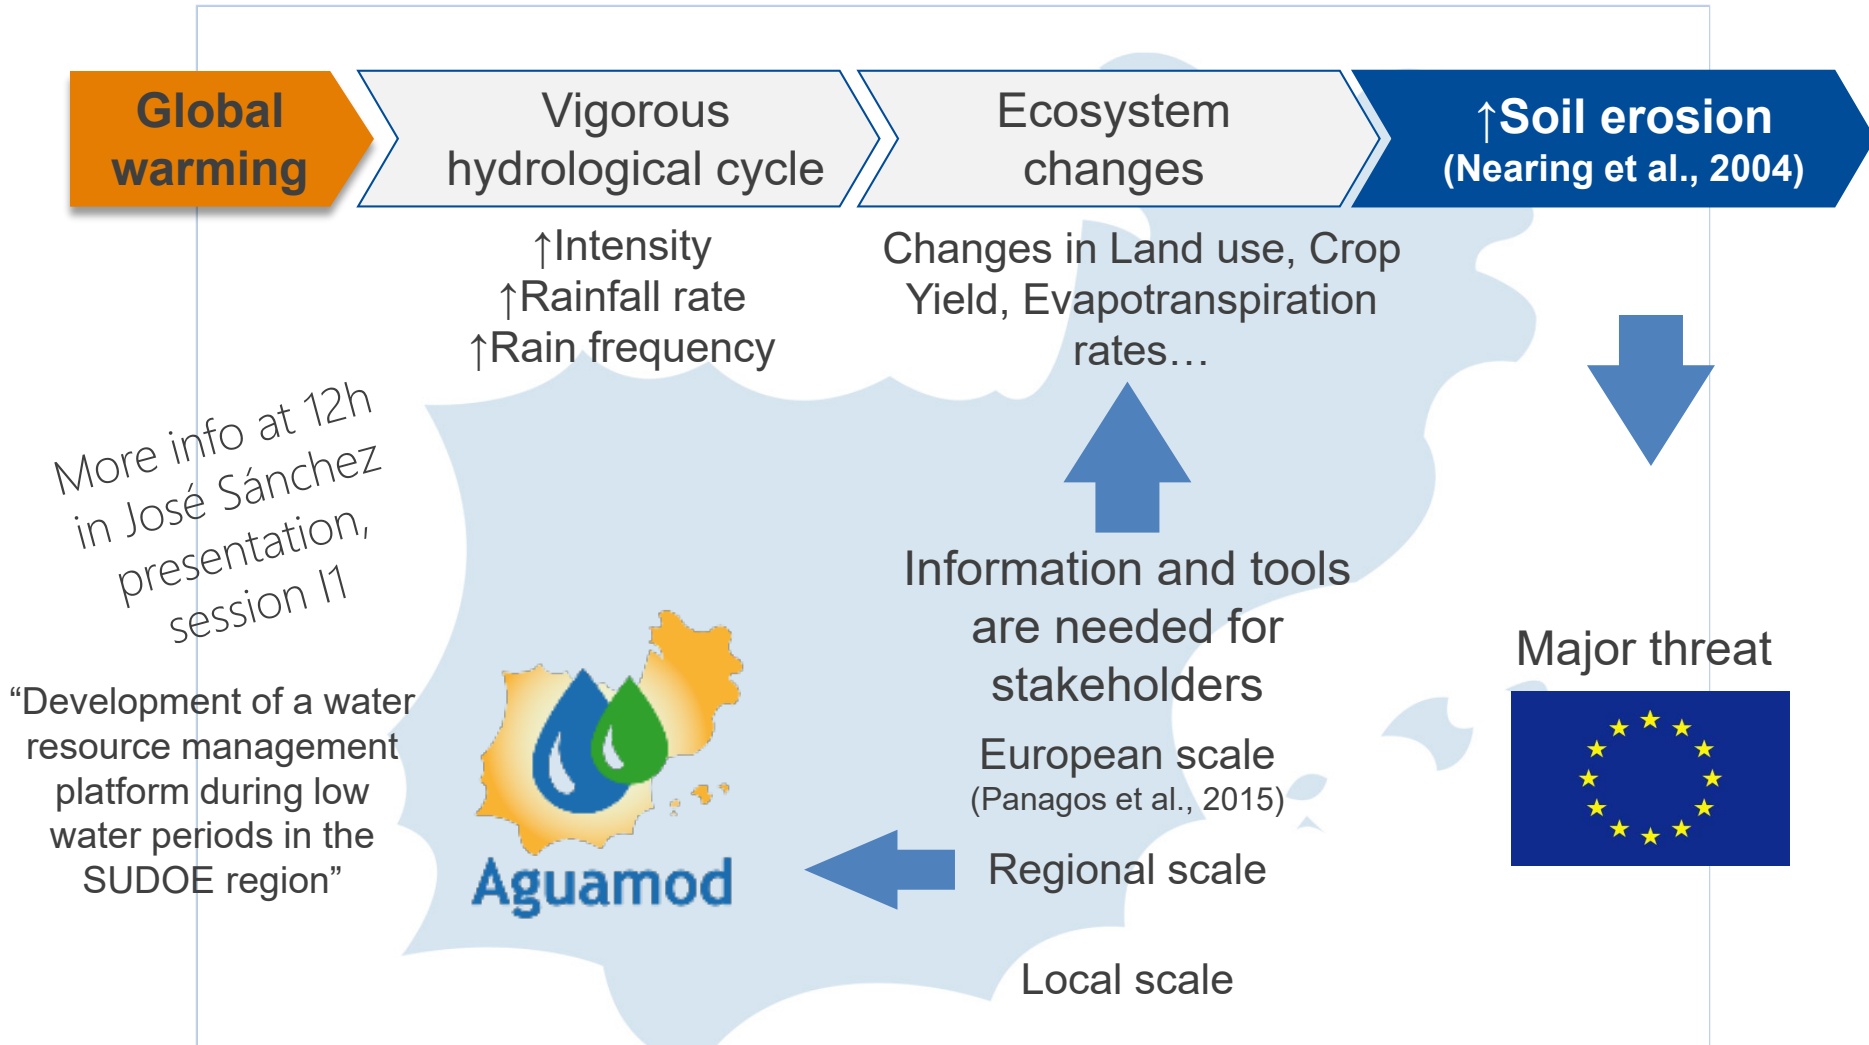 Global
warming
Vigorous
hydrological cycle
Ecosystem
changes
↑Soil erosion
(Nearing et al., 2004)
↑Intensity
↑Rainfall rate
↑Rain frequency
Changes in Land use, Crop
Yield, Evapotranspiration
rates…
More info at 12h
in José Sánchez
presentation,
session I1
Information and tools
are needed for
stakeholders
Major threat
“Development of a water
resource management
platform during low
water periods in the
SUDOE region”
European scale
(Panagos et al., 2015)
Regional scale
Aguamod
Local scale